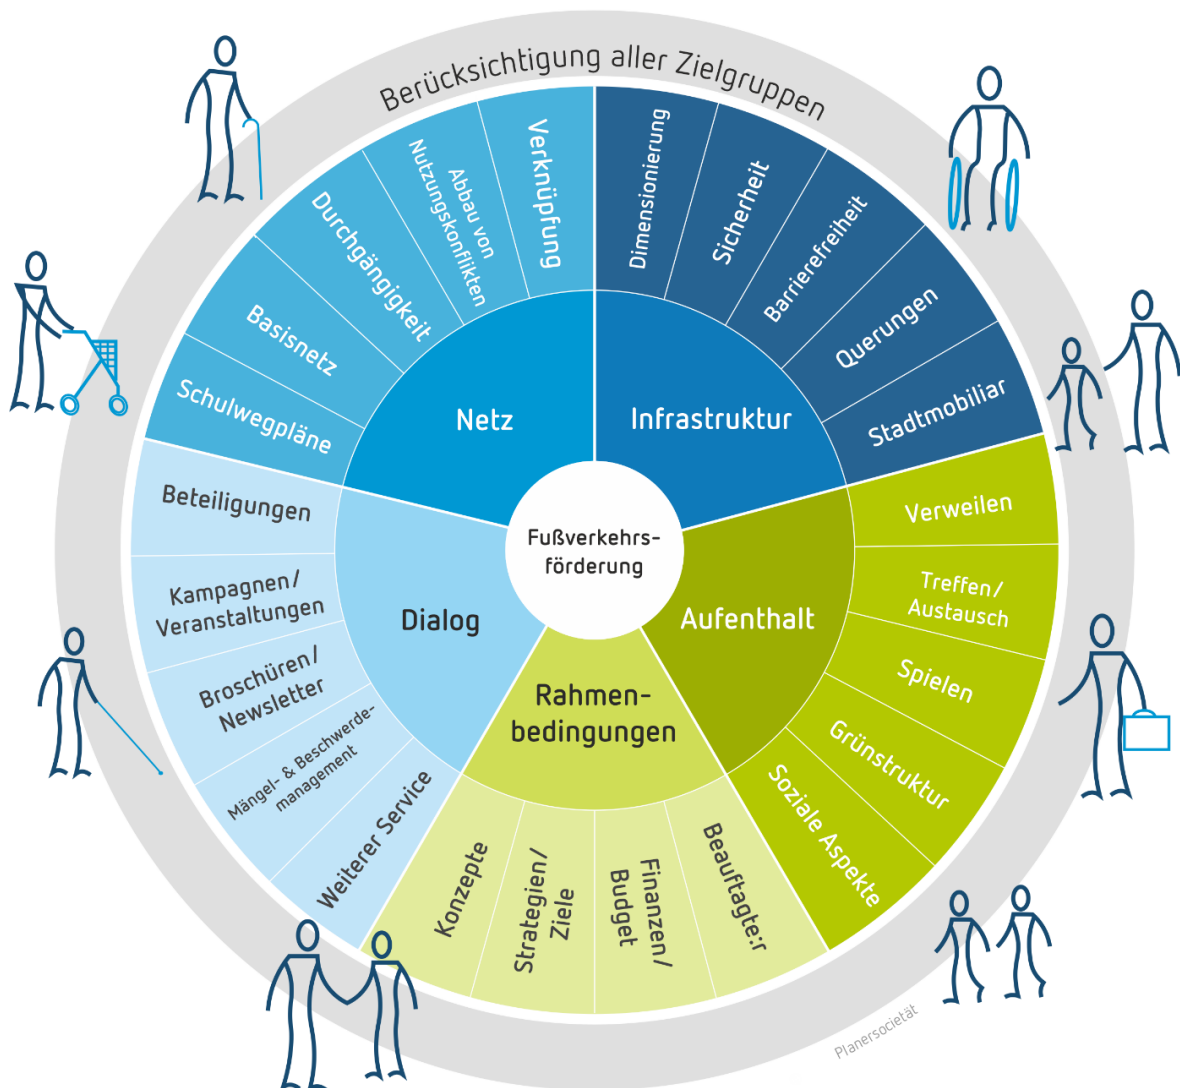 Berücksichtigung aller Zielgruppen
Fußverkehrs-
förderung
Infrastruktur
Dimensionierung
Sicherheit
Barrierefreiheit
Querungen
Stadtmobiliar
Aufenthalt
Verweilen
Treffen/
Austausch
Spielen
Grünstruktur
Soziale Aspekte
Rahmen-
bedingungen
Beauftagte:r
Finanzen/
Budget
Strategien/
Ziele
Konzepte
Dialog
Weiterer Service
Mängel- & Beschwerde-
management
Broschüren/
Newsletter
Kampagnen/
Veranstaltungen
Beteiligungen
Netz
Schulwegpläne
Basisnetz
Durchgängigkeit
Abbau von
Nutzungskonflikten
Verknüpfung
Planersocietät